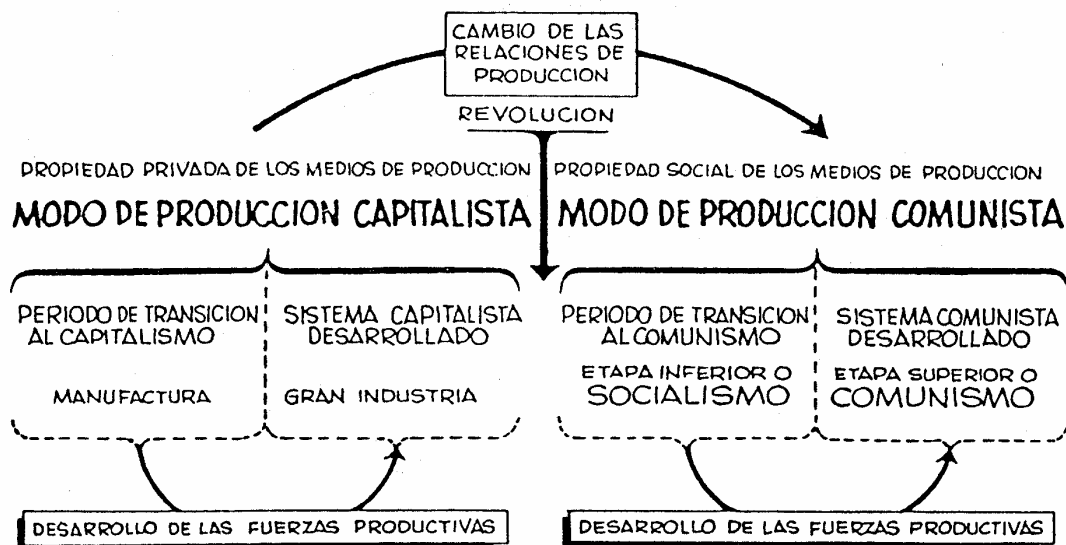 CAMBIO DE LAS
RELACIONES DE
PRODUCCION
REVOLUCION
PROPIEDAD PRIVADA DE LOS MEDIOS DE PRODUCCION
MODO DE PRODUCCION CAPITALISTA
PERIODO DE TRANSICION
AL CAPITALISMO
MANUFACTURA
SISTEMA CAPITALISTA
DESARROLLADO
GRAN INDUSTRIA
DESARROLLO DE LAS FUERZAS PRODUCTIVAS
PROPIEDAD SOCIAL DE LOS MEDIOS DE PRODUCCION
MODO DE PRODUCCION COMUNISTA
PERIODO DE TRANSICION
AL COMUNISMO
ETAPA INFERIOR O
SOCIALISMO
SISTEMA COMUNISTA
DESARROLLADO
ETAPA SUPERIOR O
COMUNISMO
DESARROLLO DE LAS FUERZAS PRODUCTIVAS